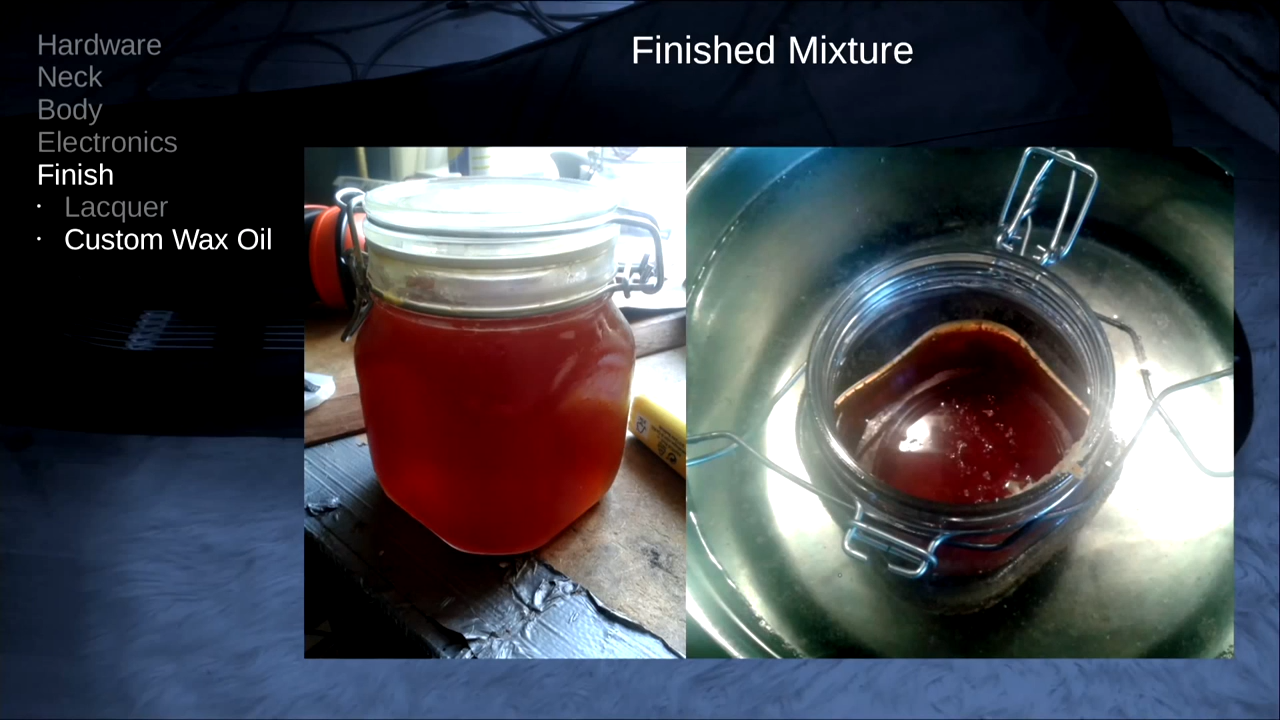 Hardware
Neck
Body
Electronics
Finish
· Lacquer
· Custom Wax Oil
Finished Mixture